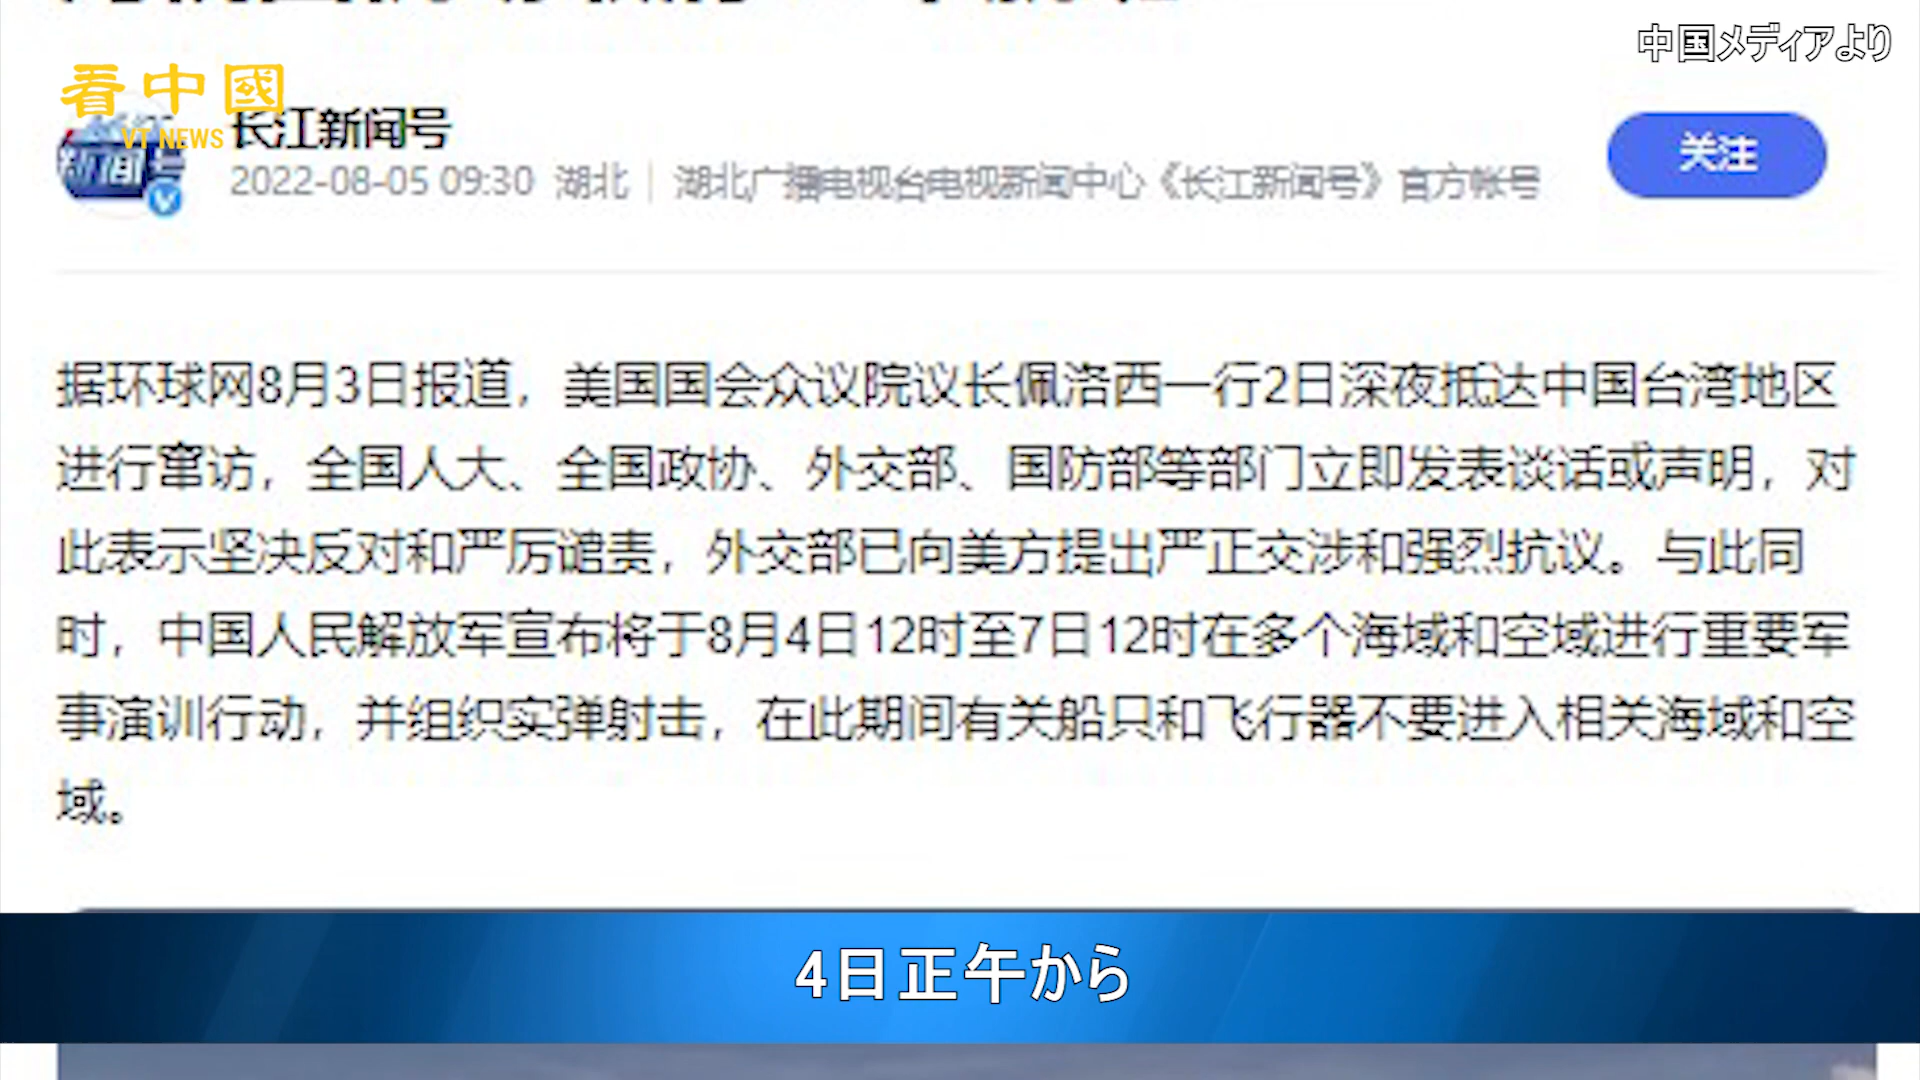 中国メディアより
看中國
VT NEWS
长江新闻号
关注
2022-08-05 09:30 湖北 | 湖北广播电视台电视新闻中心《长江新闻号》官方帐号
据环球网8月3日报道，美国国会众议院议长佩洛西一行2日深夜抵达中国台湾地区
进行窜访，全国人大、全国政协、外交部、国防部等部门立即发表谈话或声明，对
此表示坚决反对和严厉谴责，外交部已向美方提出严正交涉和强烈抗议。与此同
时，中国人民解放军宣布将于8月4日12时至7日12时在多个海域和空域进行重要军
事演训行动，并组织实弹射击，在此期间有关船只和飞行器不要进入相关海域和空
域。
4日正午から